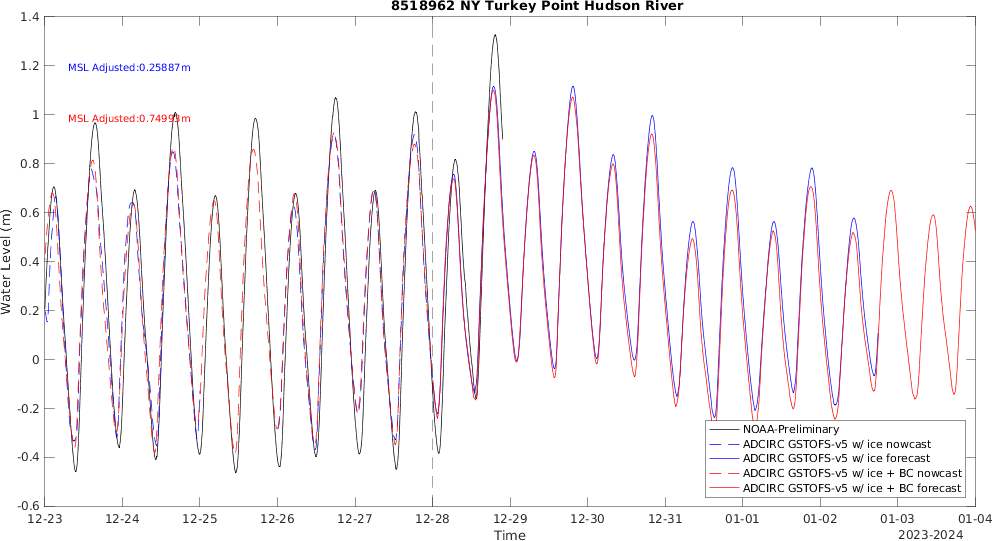 8518962 NY Turkey Point Hudson River
1.4
1.2
1
0.8
0.6
0.4
0.2
0
-0.2
-0.4
-0.6
Water Level (m)
MSL Adjusted:0.25887m
MSL Adjusted:0.74993m
NOAA-Preliminary
ADCIRC GSTOFS-v5 w/ ice nowcast
ADCIRC GSTOFS-v5 w/ ice forecast
ADCIRC GSTOFS-v5 w/ ice + BC nowcast
ADCIRC GSTOFS-v5 w/ ice + BC forecast
12-23 12-24 12-25 12-26 12-27 12-28 12-29 12-30 12-31 01-01 01-02 01-03 01-04
Time
2023-2024